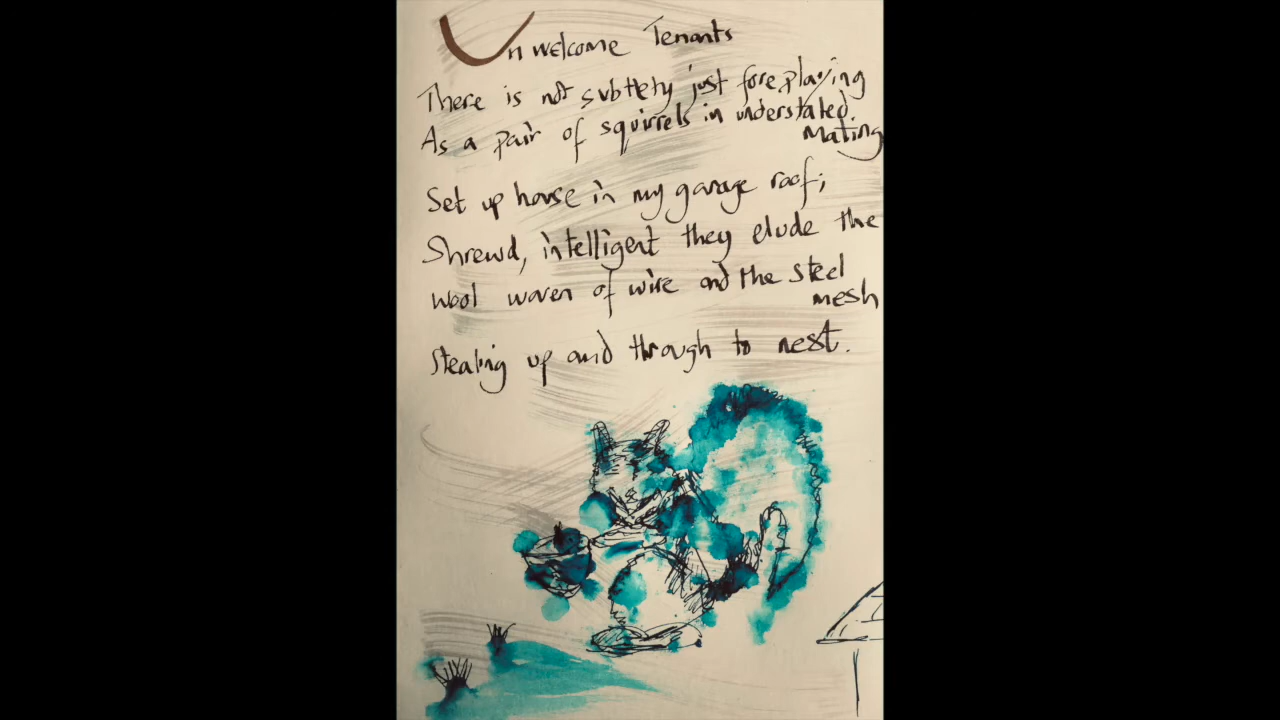 Unwelcome Tenants
There is not subtlety just foreplaying
As a pair of squirrels in understated
Mating
Set up house in my garage roof;
Shrewd, intelligent they elude the
wool woven of wire and the steel
mesh
Stealing up and through to nest.